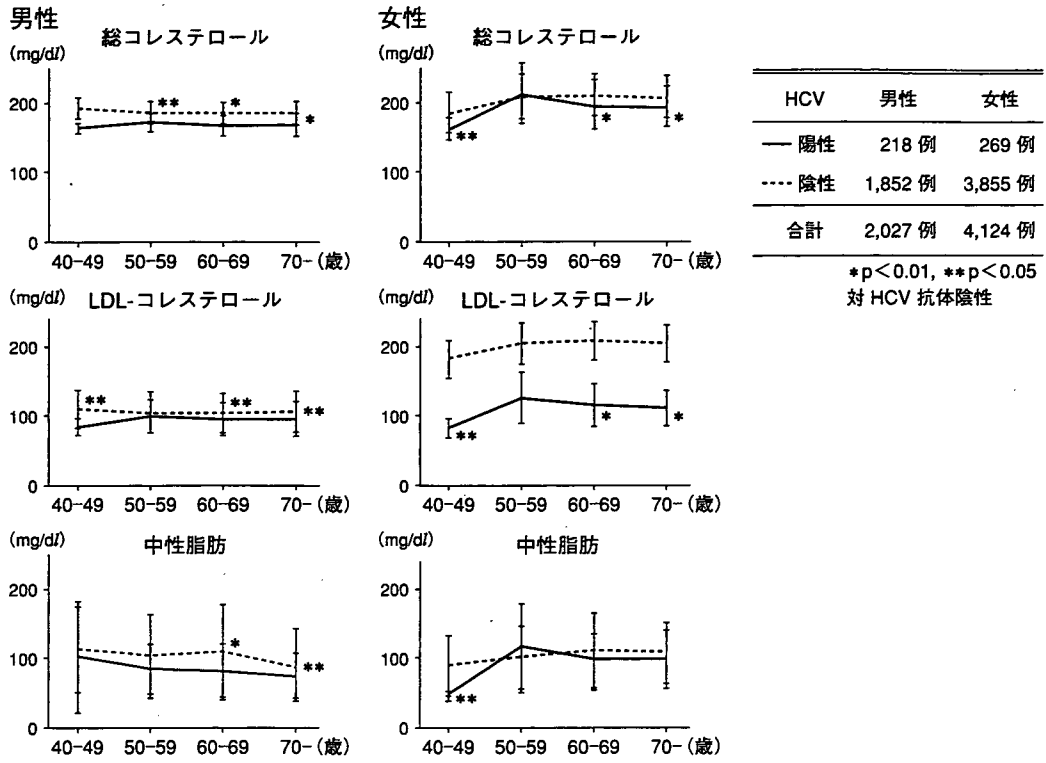 男性
総コレステロール
(mg/dl)
200
**
*
*
100
0
40-49 50-59 60-69 70-(歳)
女性
総コレステロール
(mg/dl)
200
**
*
*
100
0
40-49 50-59 60-69 70-(歳)
HCV 男性 女性
陽性 218 例 269 例
陰性 1,852 例 3,855 例
合計 2,027 例 4,124 例
*p<0.01, **p<0.05
対 HCV 抗体陰性
(mg/dl) LDL-コレステロール
200
**
**
**
100
0
40-49 50-59 60-69 70-(歳)
(mg/dl) LDL-コレステロール
200
100
**
*
*
0
40-49 50-59 60-69 70-(歳)
(mg/dl)
中性脂肪
200
*
**
100
0
40-49 50-59 60-69 70-(歳)
(mg/dl)
中性脂肪
200
100
**
0
40-49 50-59 60-69 70-(歳)